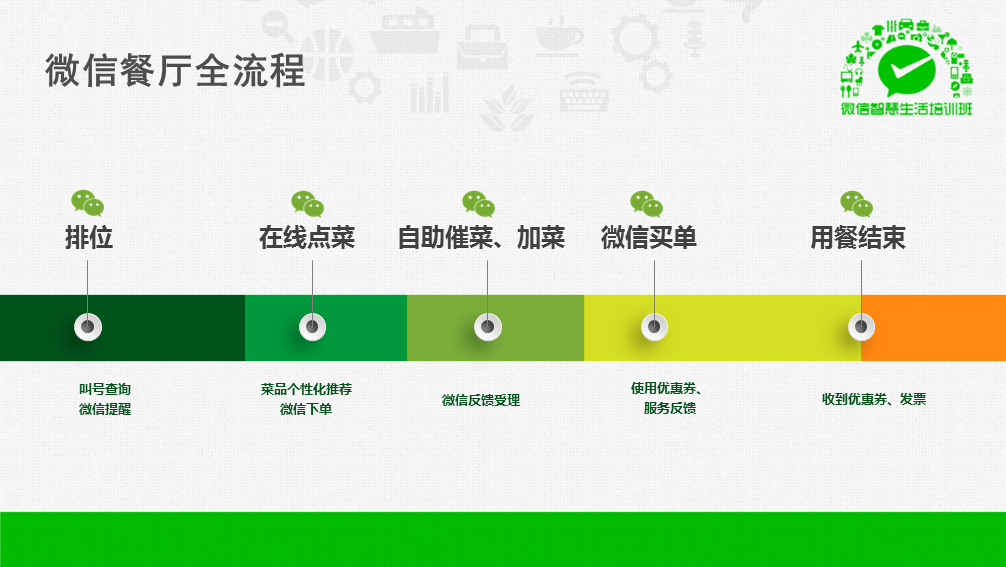 微信餐厅全流程
微信智慧生活培训班
排位
在线点菜
自助催菜、加菜
微信买单
用餐结束
叫号查询
微信提醒
菜品个性化推荐
微信下单
微信反馈受理
使用优惠券、
服务反馈
收到优惠券、发票